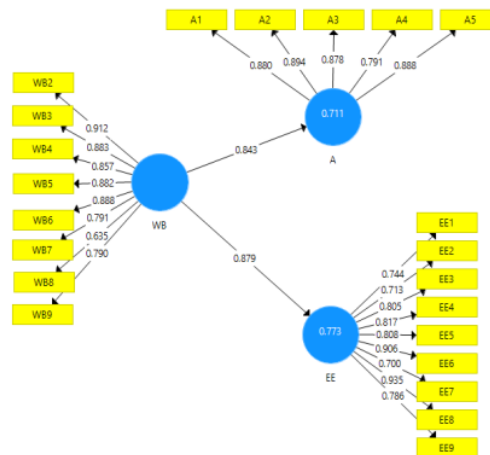 A1 A2 A3 A4 A5
0.880 0.894 0.878 0.791 0.888
0.711
A
WB2
WB3
WB4
WB5
WB6
WB7
WB8
WB9
0.912
0.883
0.857
0.882
0.888
0.791
0.635
0.790
WB
0.843
0.879
0.773
EE
0.744
0.713
0.805
0.817
0.808
0.906
0.700
0.935
0.786
EE1
EE2
EE3
EE4
EE5
EE6
EE7
EE8
EE9